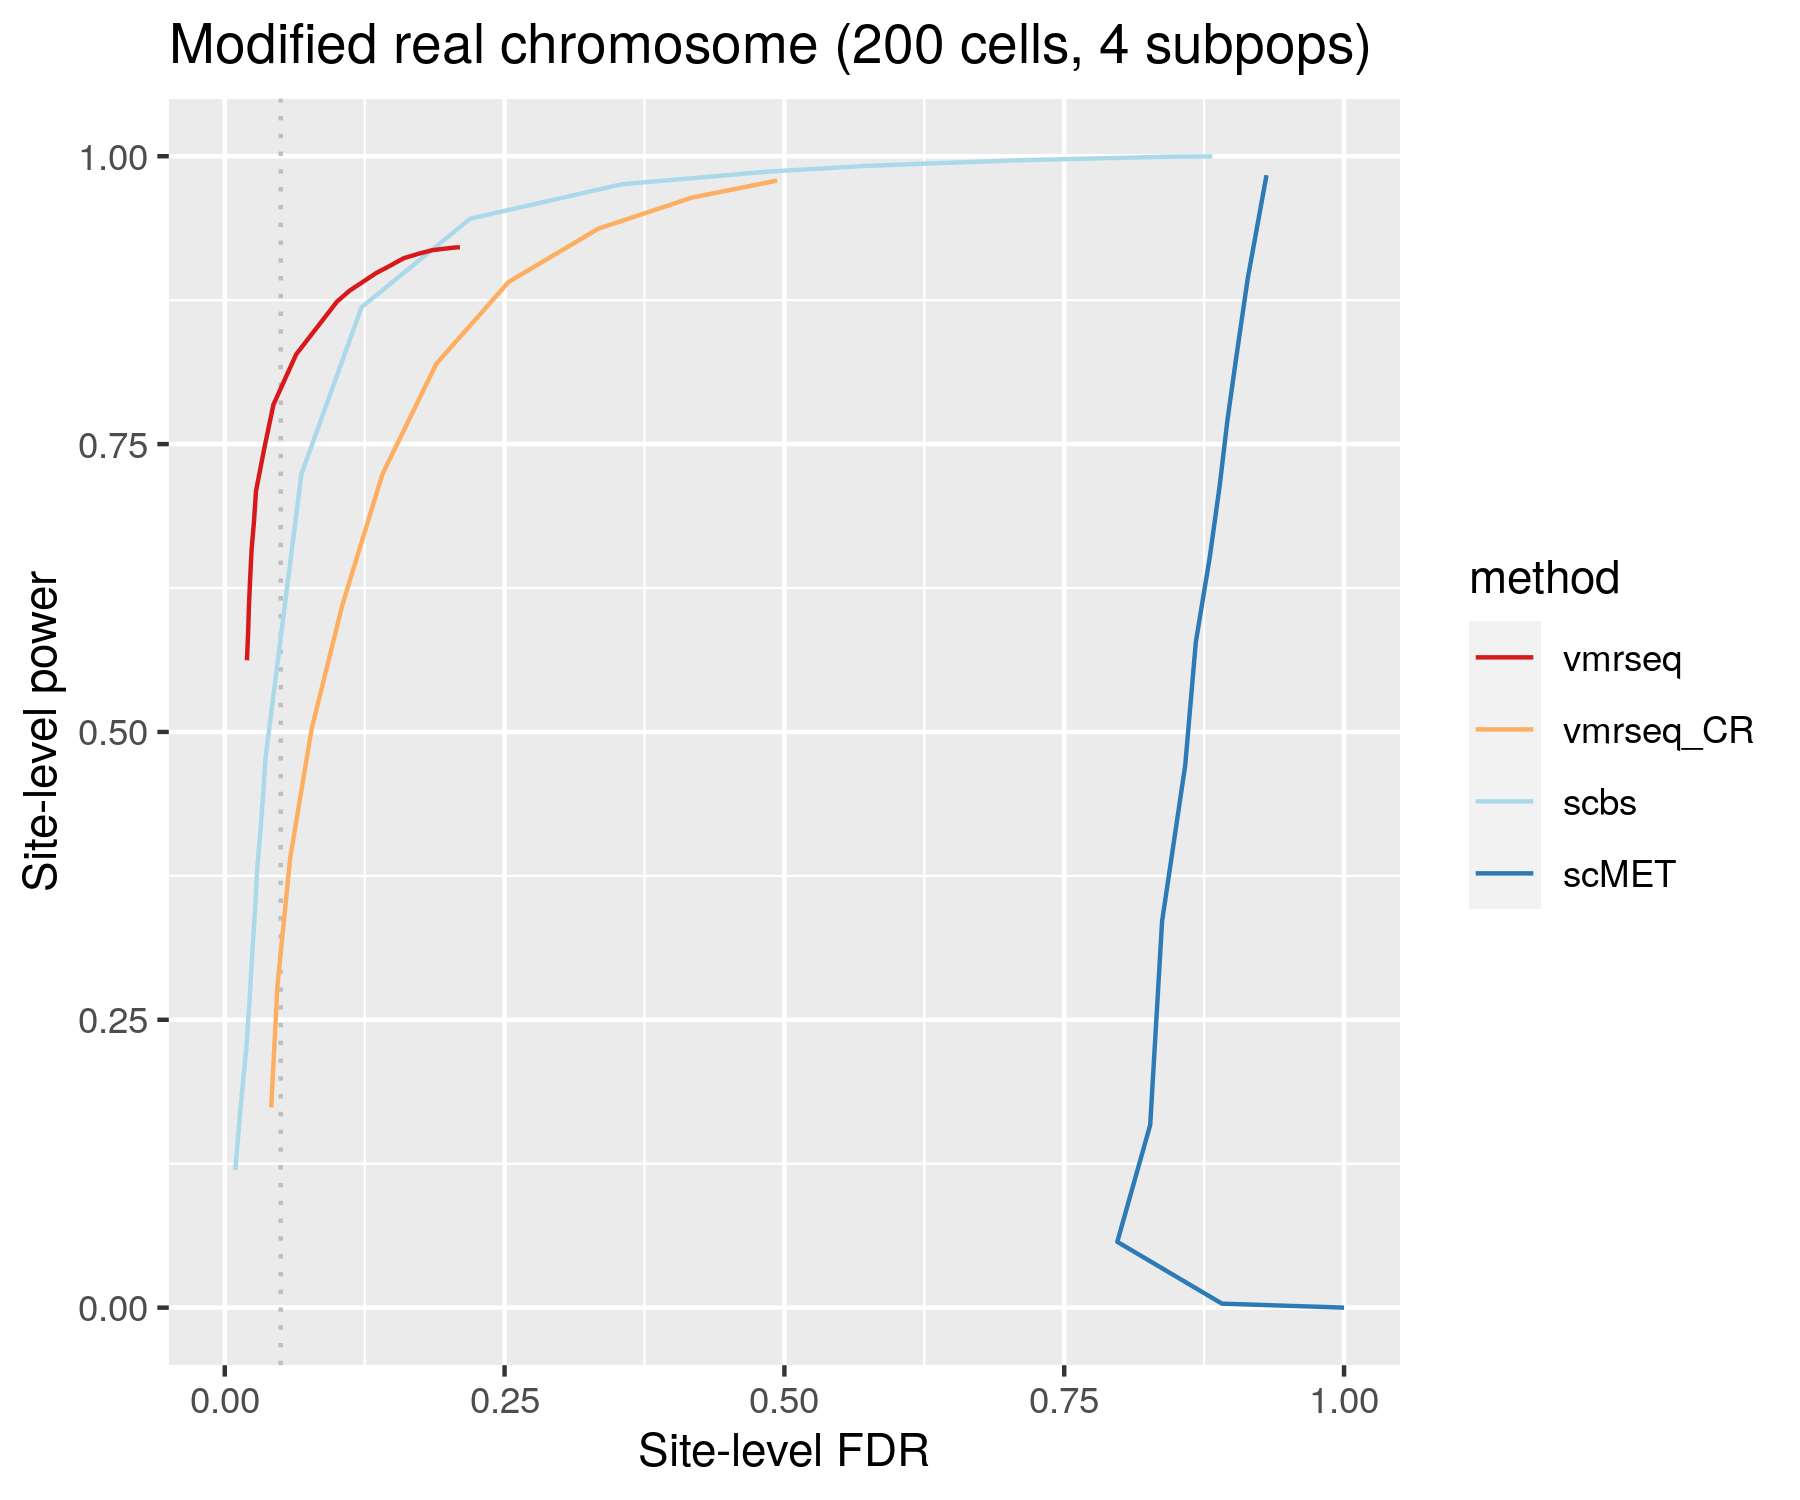 Modified real chromosome (200 cells, 4 subpops)
1.00
0.75
0.50
0.25
0.00
Site-level power
0.00 0.25 0.50 0.75 1.00
Site-level FDR
method
vmrseq
vmrseq_CR
scbs
scMET